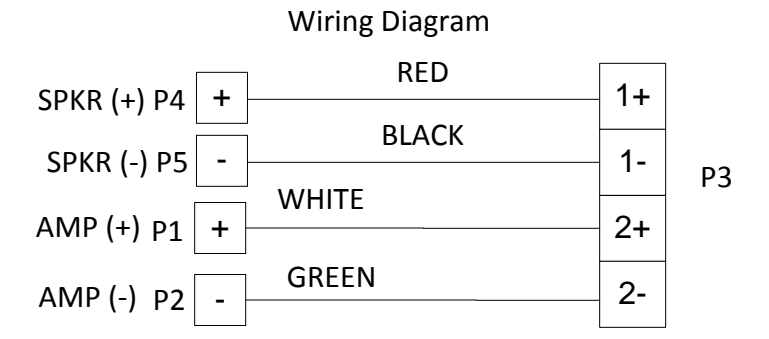 Wiring Diagram
RED
SPKR (+) P4 + 1+
BLACK
SPKR (-) P5 - 1-
P3
WHITE
AMP (+) P1 + 2+
GREEN
AMP (-) P2 - 2-